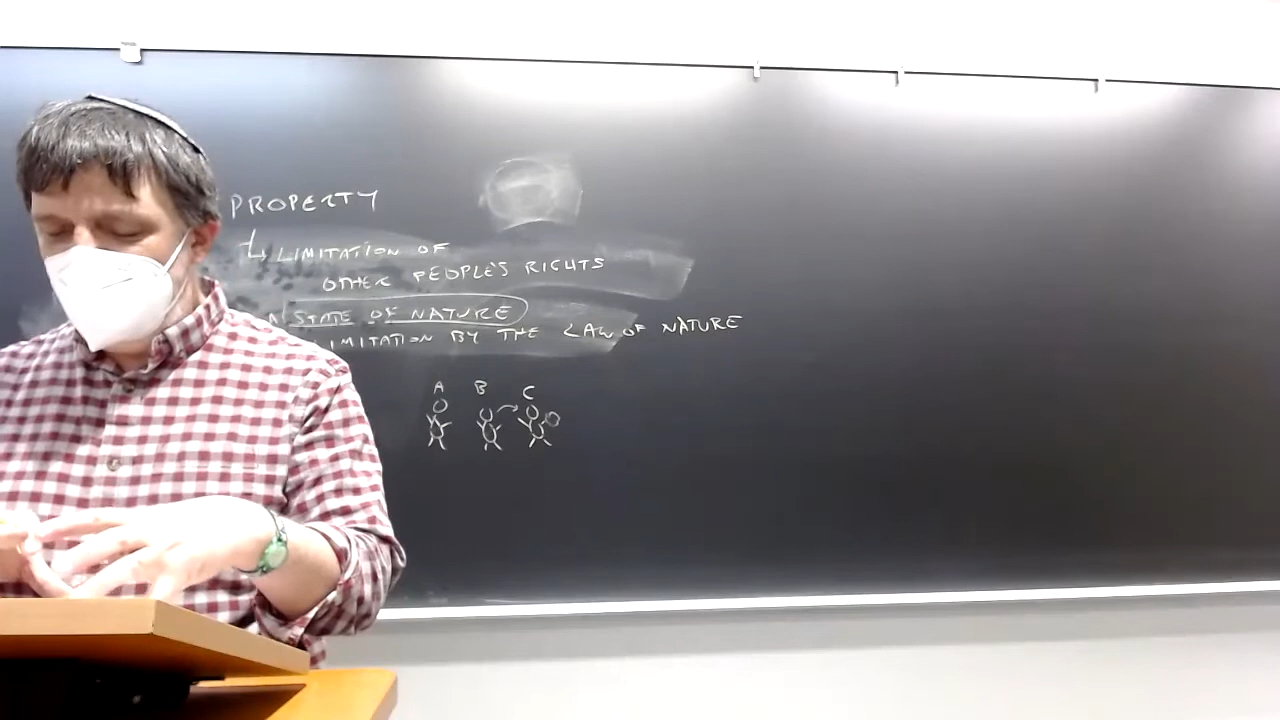 PROPERTY
↳ LIMITATION OF
OTHER PEOPLE'S RIGHTS
STATE OF NATURE
LIMITATION BY THE LAW OF NATURE
A B C